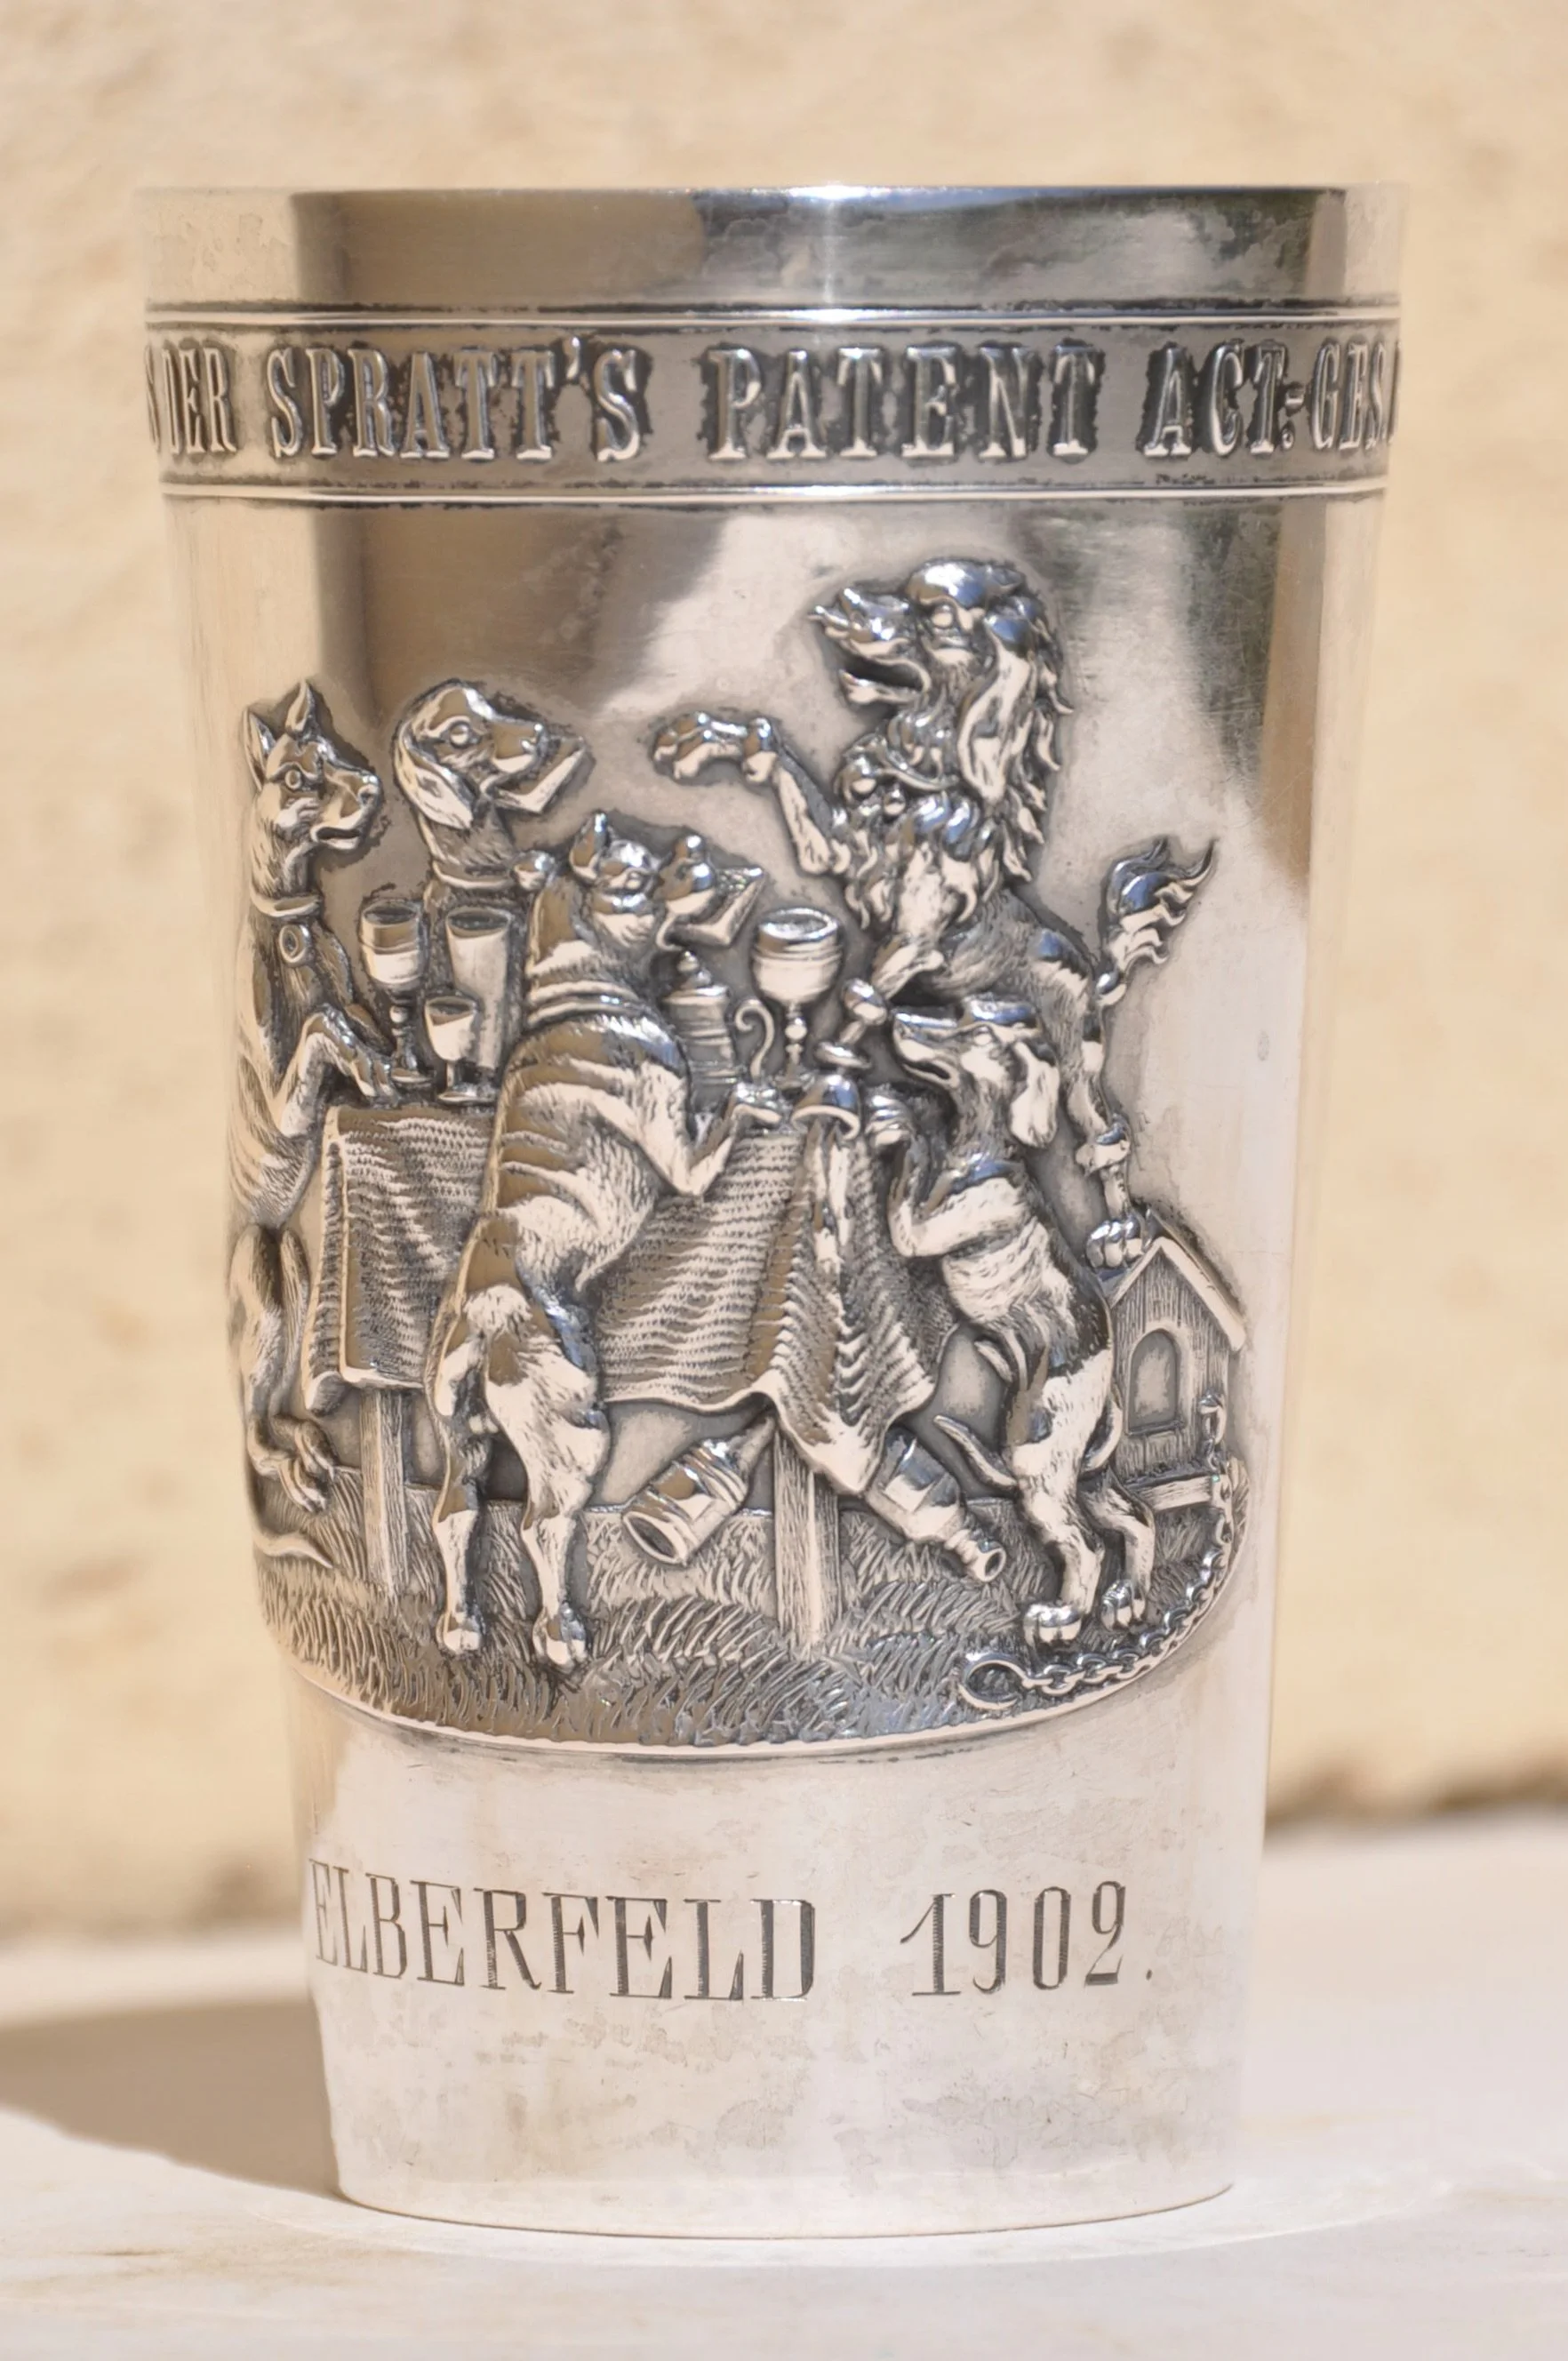 DER SPRATT'S PATENT ACT.-GES.
ELBERFELD 1902.